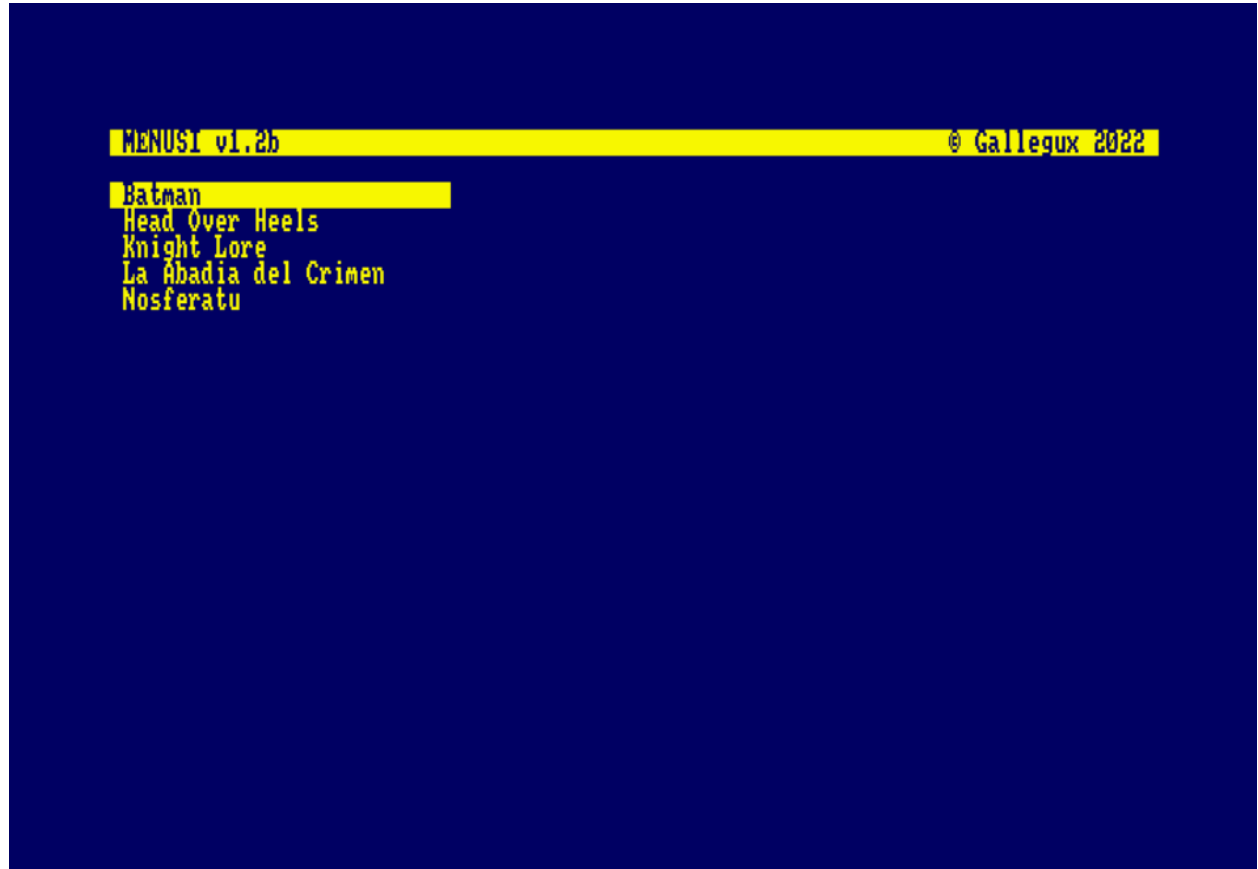 MENUSI v1.2b © Gallegux 2022
Batman
Head Over Heels
Knight Lore
La Abadia del Crimen
Nosferatu